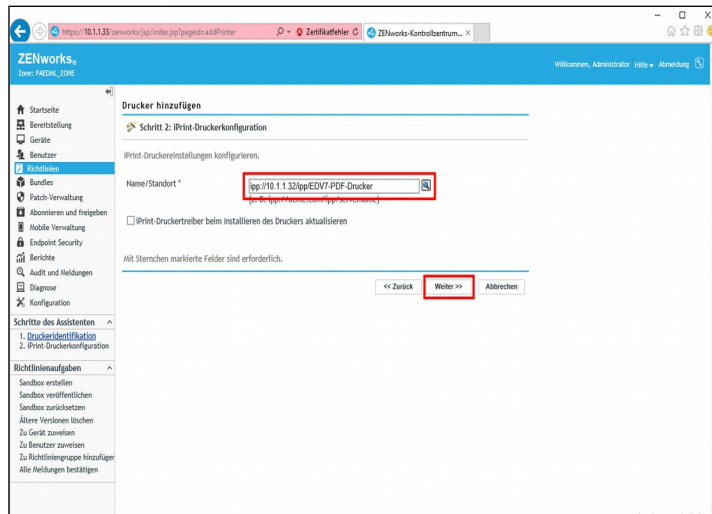 https://10.1.1.33/zenworks/jsp/index.jsp?pageid=addPrinter
Zertifikatfehler
ZENworks-Kontrollzentrum...
ZENworks®
Zone: PAEDML_ZONE
Willkommen, Administrator Hilfe Abmeldung
Startseite
Bereitstellung
Geräte
Benutzer
Richtlinien
Bundles
Patch-Verwaltung
Abonnieren und freigeben
Mobile Verwaltung
Endpoint Security
Berichte
Audit und Meldungen
Diagnose
Konfiguration
Schritte des Assistenten
1. Druckeridentifikation
2. iPrint-Druckerkonfiguration
Richtlinienaufgaben
Sandbox erstellen
Sandbox veröffentlichen
Sandbox zurücksetzen
Ältere Versionen löschen
Zu Gerät zuweisen
Zu Benutzer zuweisen
Zu Richtliniengruppe hinzufügen
Alle Meldungen bestätigen
Drucker hinzufügen
Schritt 2: iPrint-Druckerkonfiguration
iPrint-Druckereinstellungen konfigurieren.
Name/Standort *
ipp://10.1.1.32/ipp/EDV7-PDF-Drucker
(z. B. ipp://acme.com/ipp/servername)
iPrint-Druckertreiber beim Installieren des Druckers aktualisieren
Mit Sternchen markierte Felder sind erforderlich.
<< Zurück
Weiter >>
Abbrechen